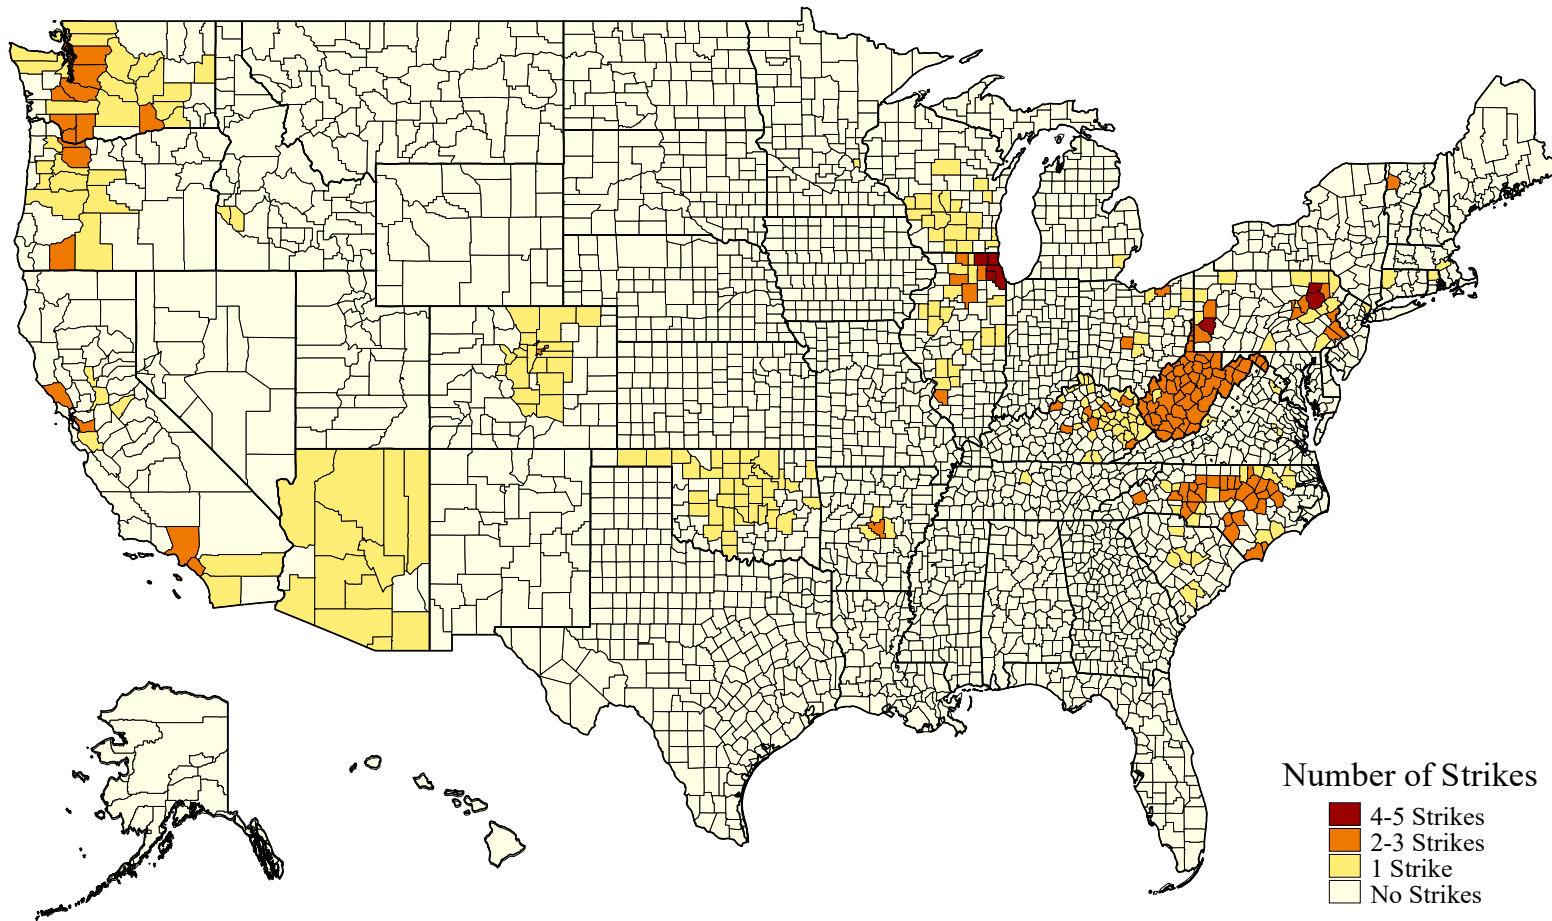 Number of Strikes
4-5 Strikes
2-3 Strikes
1 Strike
No Strikes